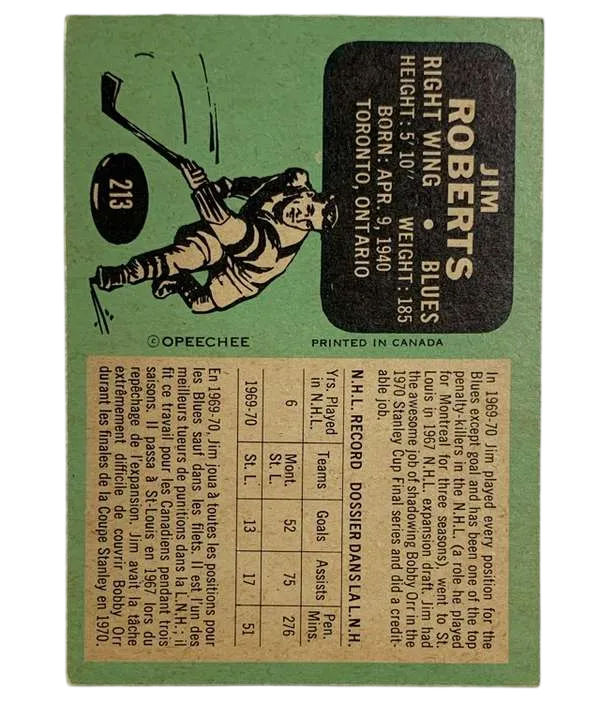 JIM
ROBERTS
RIGHT WING • BLUES
HEIGHT: 5'10" WEIGHT: 185
BORN: APR. 9, 1940
TORONTO, ONTARIO
213
© OPEECHEE
PRINTED IN CANADA
In 1969-70 Jim played every position for the
Blues except goal and has been one of the top
penalty-killers in the N.H.L. (a role he played
for Montreal for three seasons), went to St.
Louis in 1967 N.H.L. expansion draft. Jim had
the awesome job of shadowing Bobby Orr in the
1970 Stanley Cup Final series and did a credit-
able job.
N.H.L. RECORD DOSSIER DANS LA L.N.H.
Yrs. Played in N.H.L. Teams Goals Assists Pen. Mins.
6 Mont. St. L. 52 75 276
1969-70 St. L. 13 17 51
En 1969-70 Jim joua à toutes les positions pour
les Blues sauf dans les filets. Il est l'un des
meilleurs tueurs de punitions dans la L.N.H.; il
fit ce travail pour les Canadiens pendant trois
saisons. Il passa à St-Louis en 1967 lors du
repêchage de l'expansion. Jim avait la tâche
extrêmement difficile de couvrir Bobby Orr
durant les finales de la Coupe Stanley en 1970.